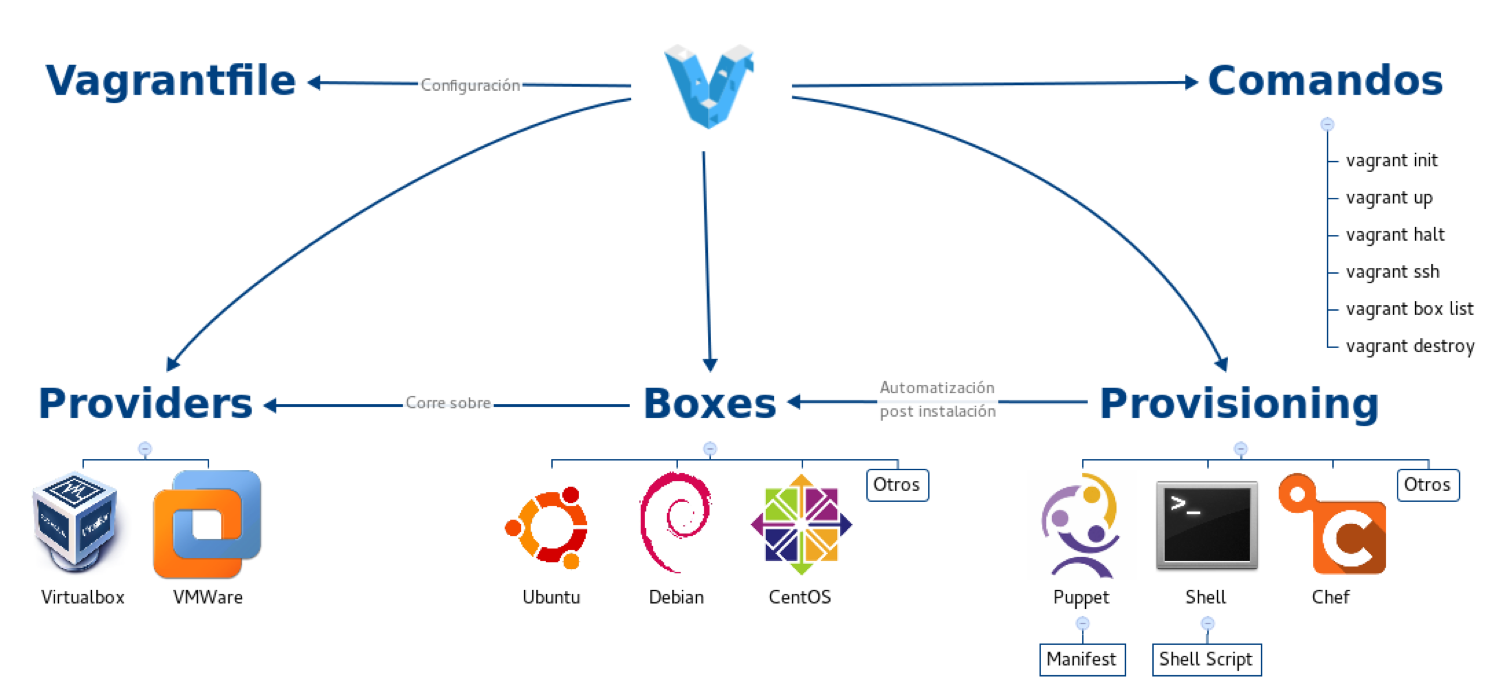 Vagrantfile
Configuración
Comandos
vagrant init
vagrant up
vagrant halt
vagrant ssh
vagrant box list
vagrant destroy
Providers
Corre sobre
Boxes
Automatización
post instalación
Provisioning
Virtualbox
VMWare
Ubuntu
Debian
CentOS
Otros
Puppet
Shell
Chef
Otros
>_
Manifest
Shell Script